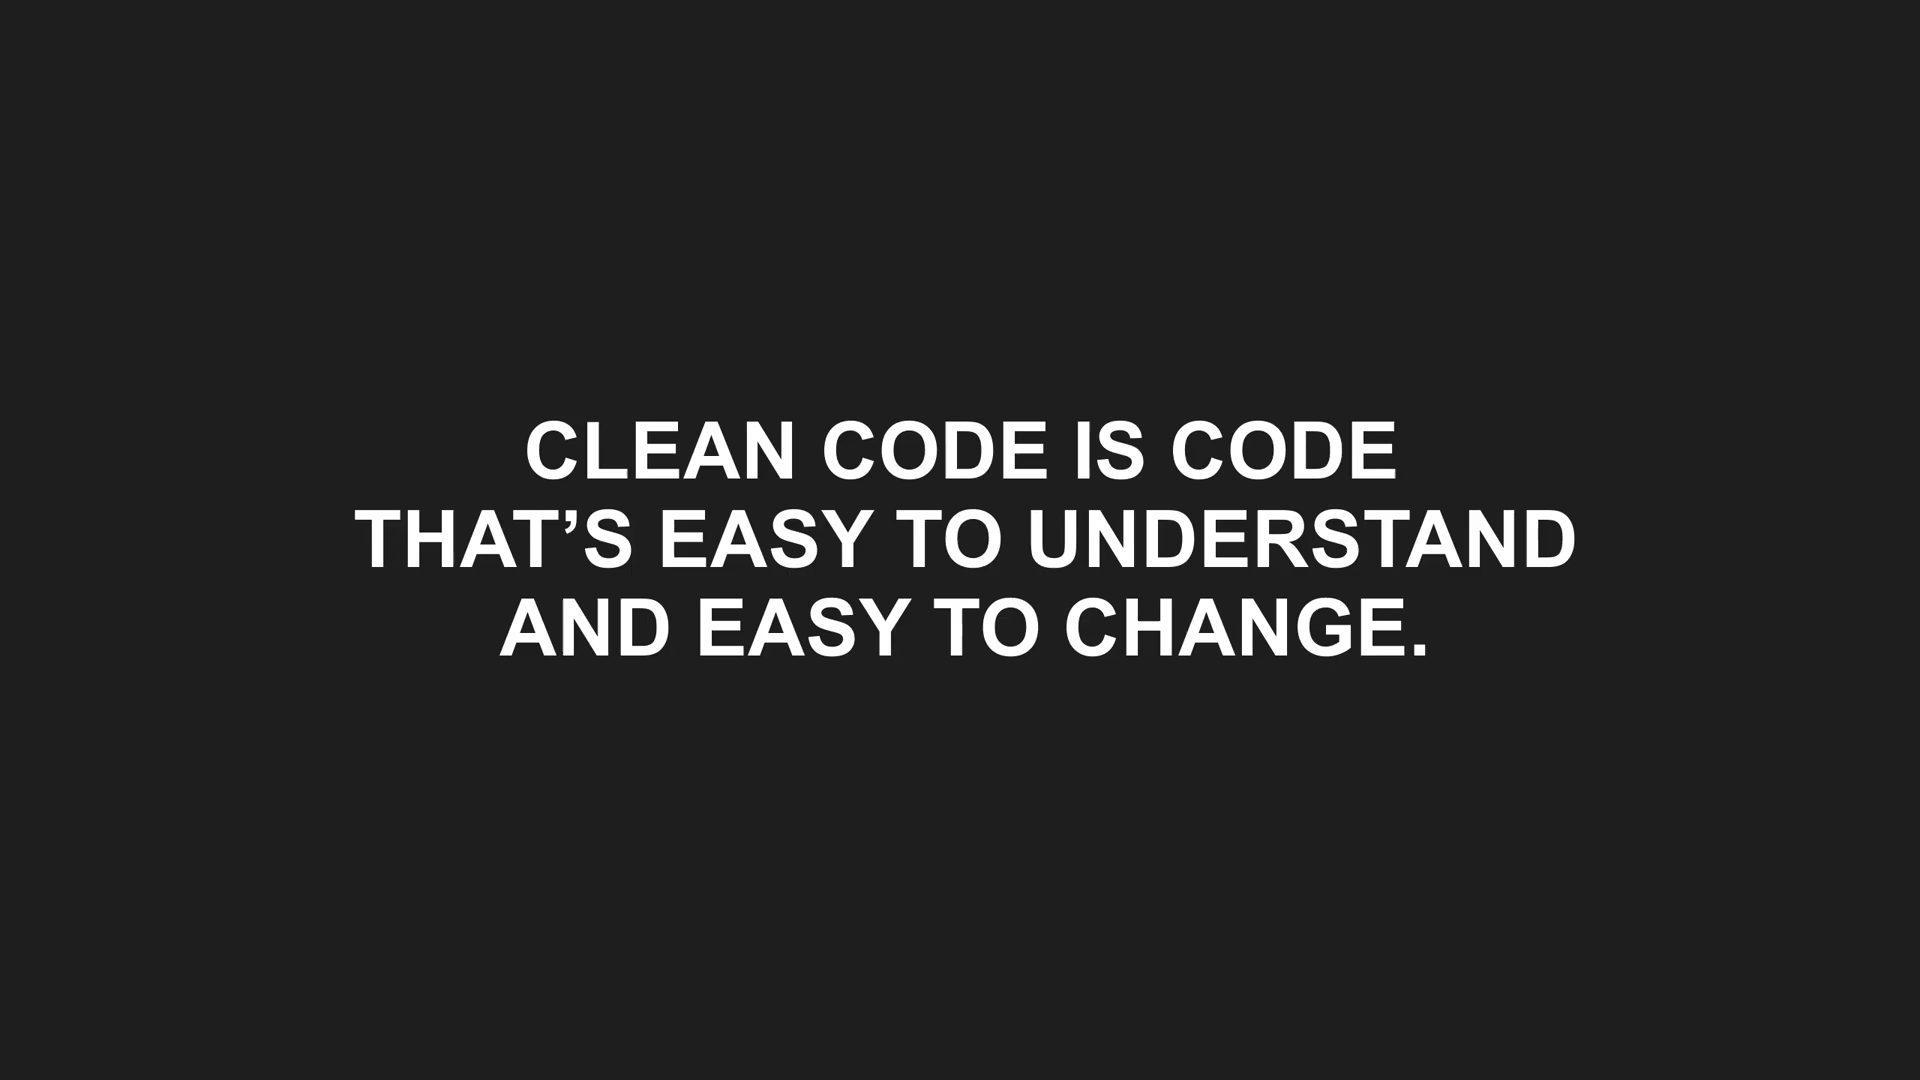 CLEAN CODE IS CODE
THAT’S EASY TO UNDERSTAND
AND EASY TO CHANGE.